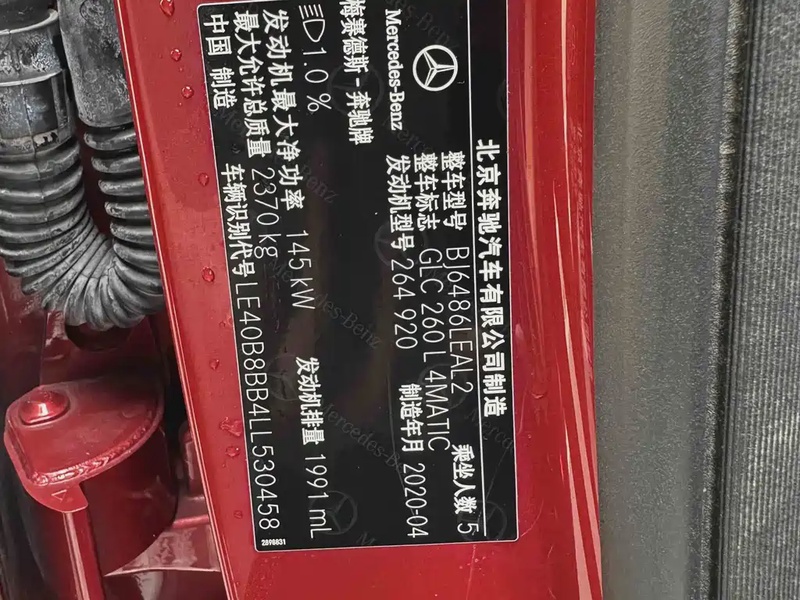 Mercedes-Benz
北京奔驰汽车有限公司制造
整车型号 BJ6486LEAL2 乘坐人数 5
整车标志 GLC 260 L 4MATIC
发动机型号 264 920 制造年月 2020-04
梅赛德斯-奔驰牌
1.0 %
发动机最大净功率 145 kW 发动机排量 1991 mL
最大允许总质量 2370 kg
中国 制造 车辆识别代号 LE40B8BB4LL530458
2898831